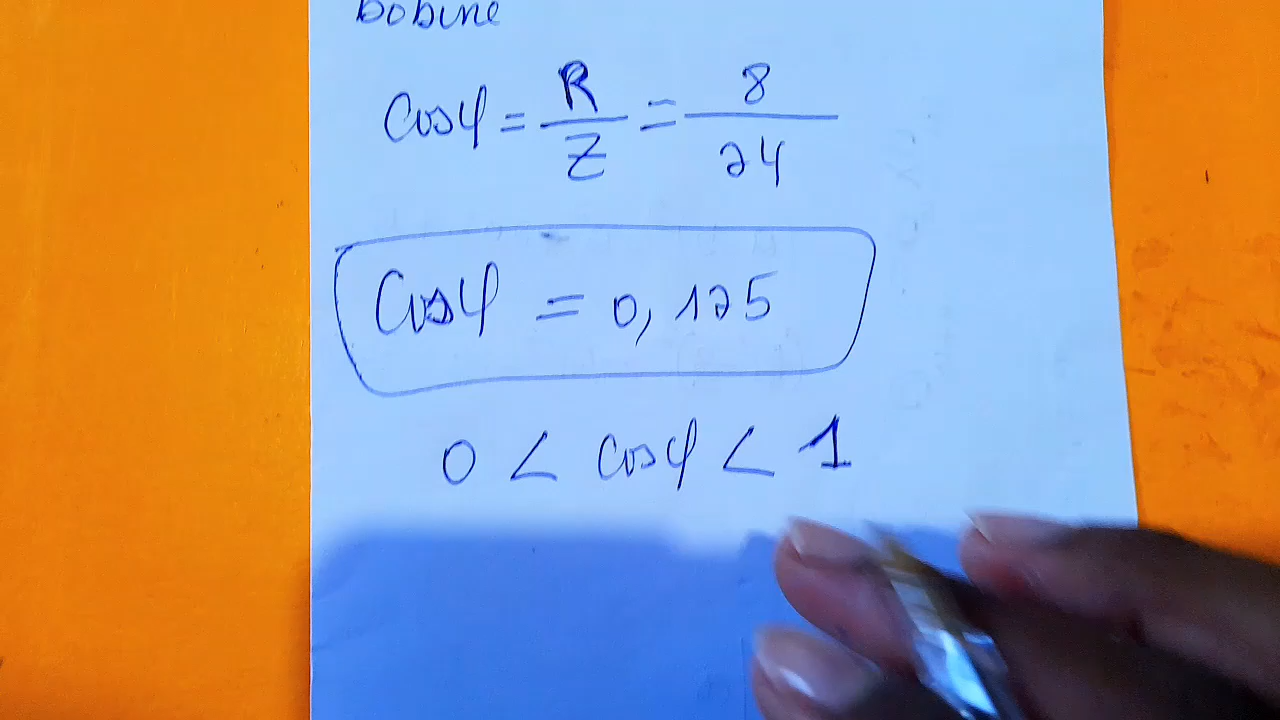 bobine
Cosφ = R/Z = 8/24
Cosφ = 0,125
0 < cosφ < 1